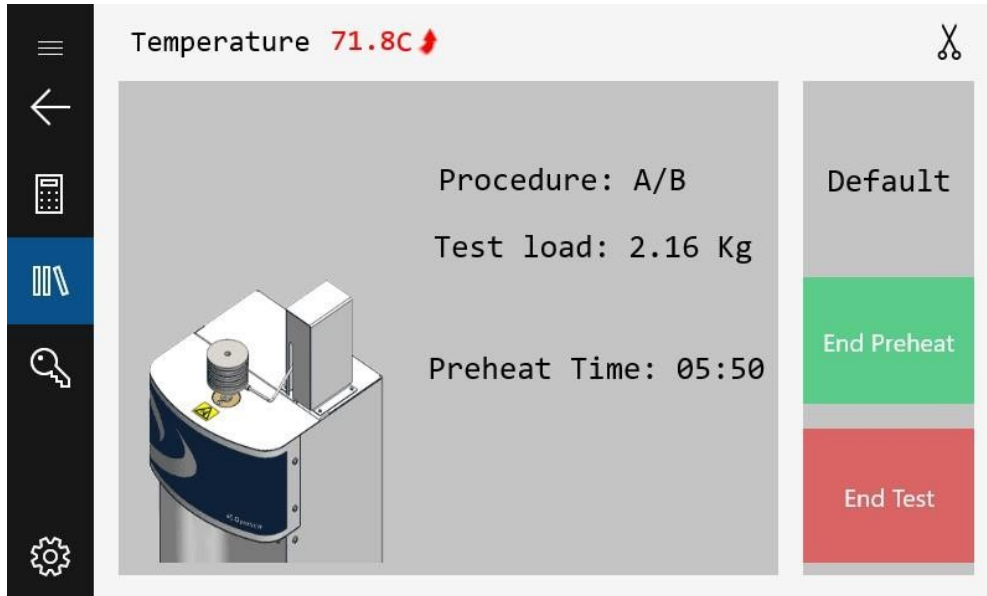 Temperature 71.8C
Procedure: A/B
Default
Test load: 2.16 Kg
End Preheat
Preheat Time: 05:50
End Test